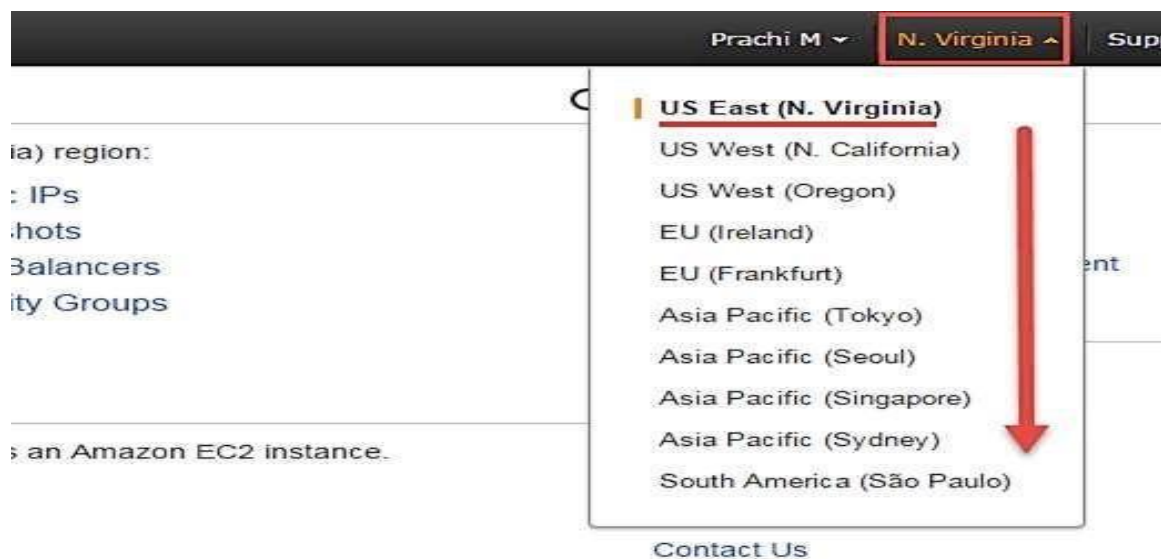 Prachi M N. Virginia Sup
US East (N. Virginia)
ia) region:
US West (N. California)
IPs
US West (Oregon)
hots
EU (Ireland)
Balancers
EU (Frankfurt)
ent
ity Groups
Asia Pacific (Tokyo)
Asia Pacific (Seoul)
Asia Pacific (Singapore)
Asia Pacific (Sydney)
s an Amazon EC2 instance.
South America (São Paulo)
Contact Us